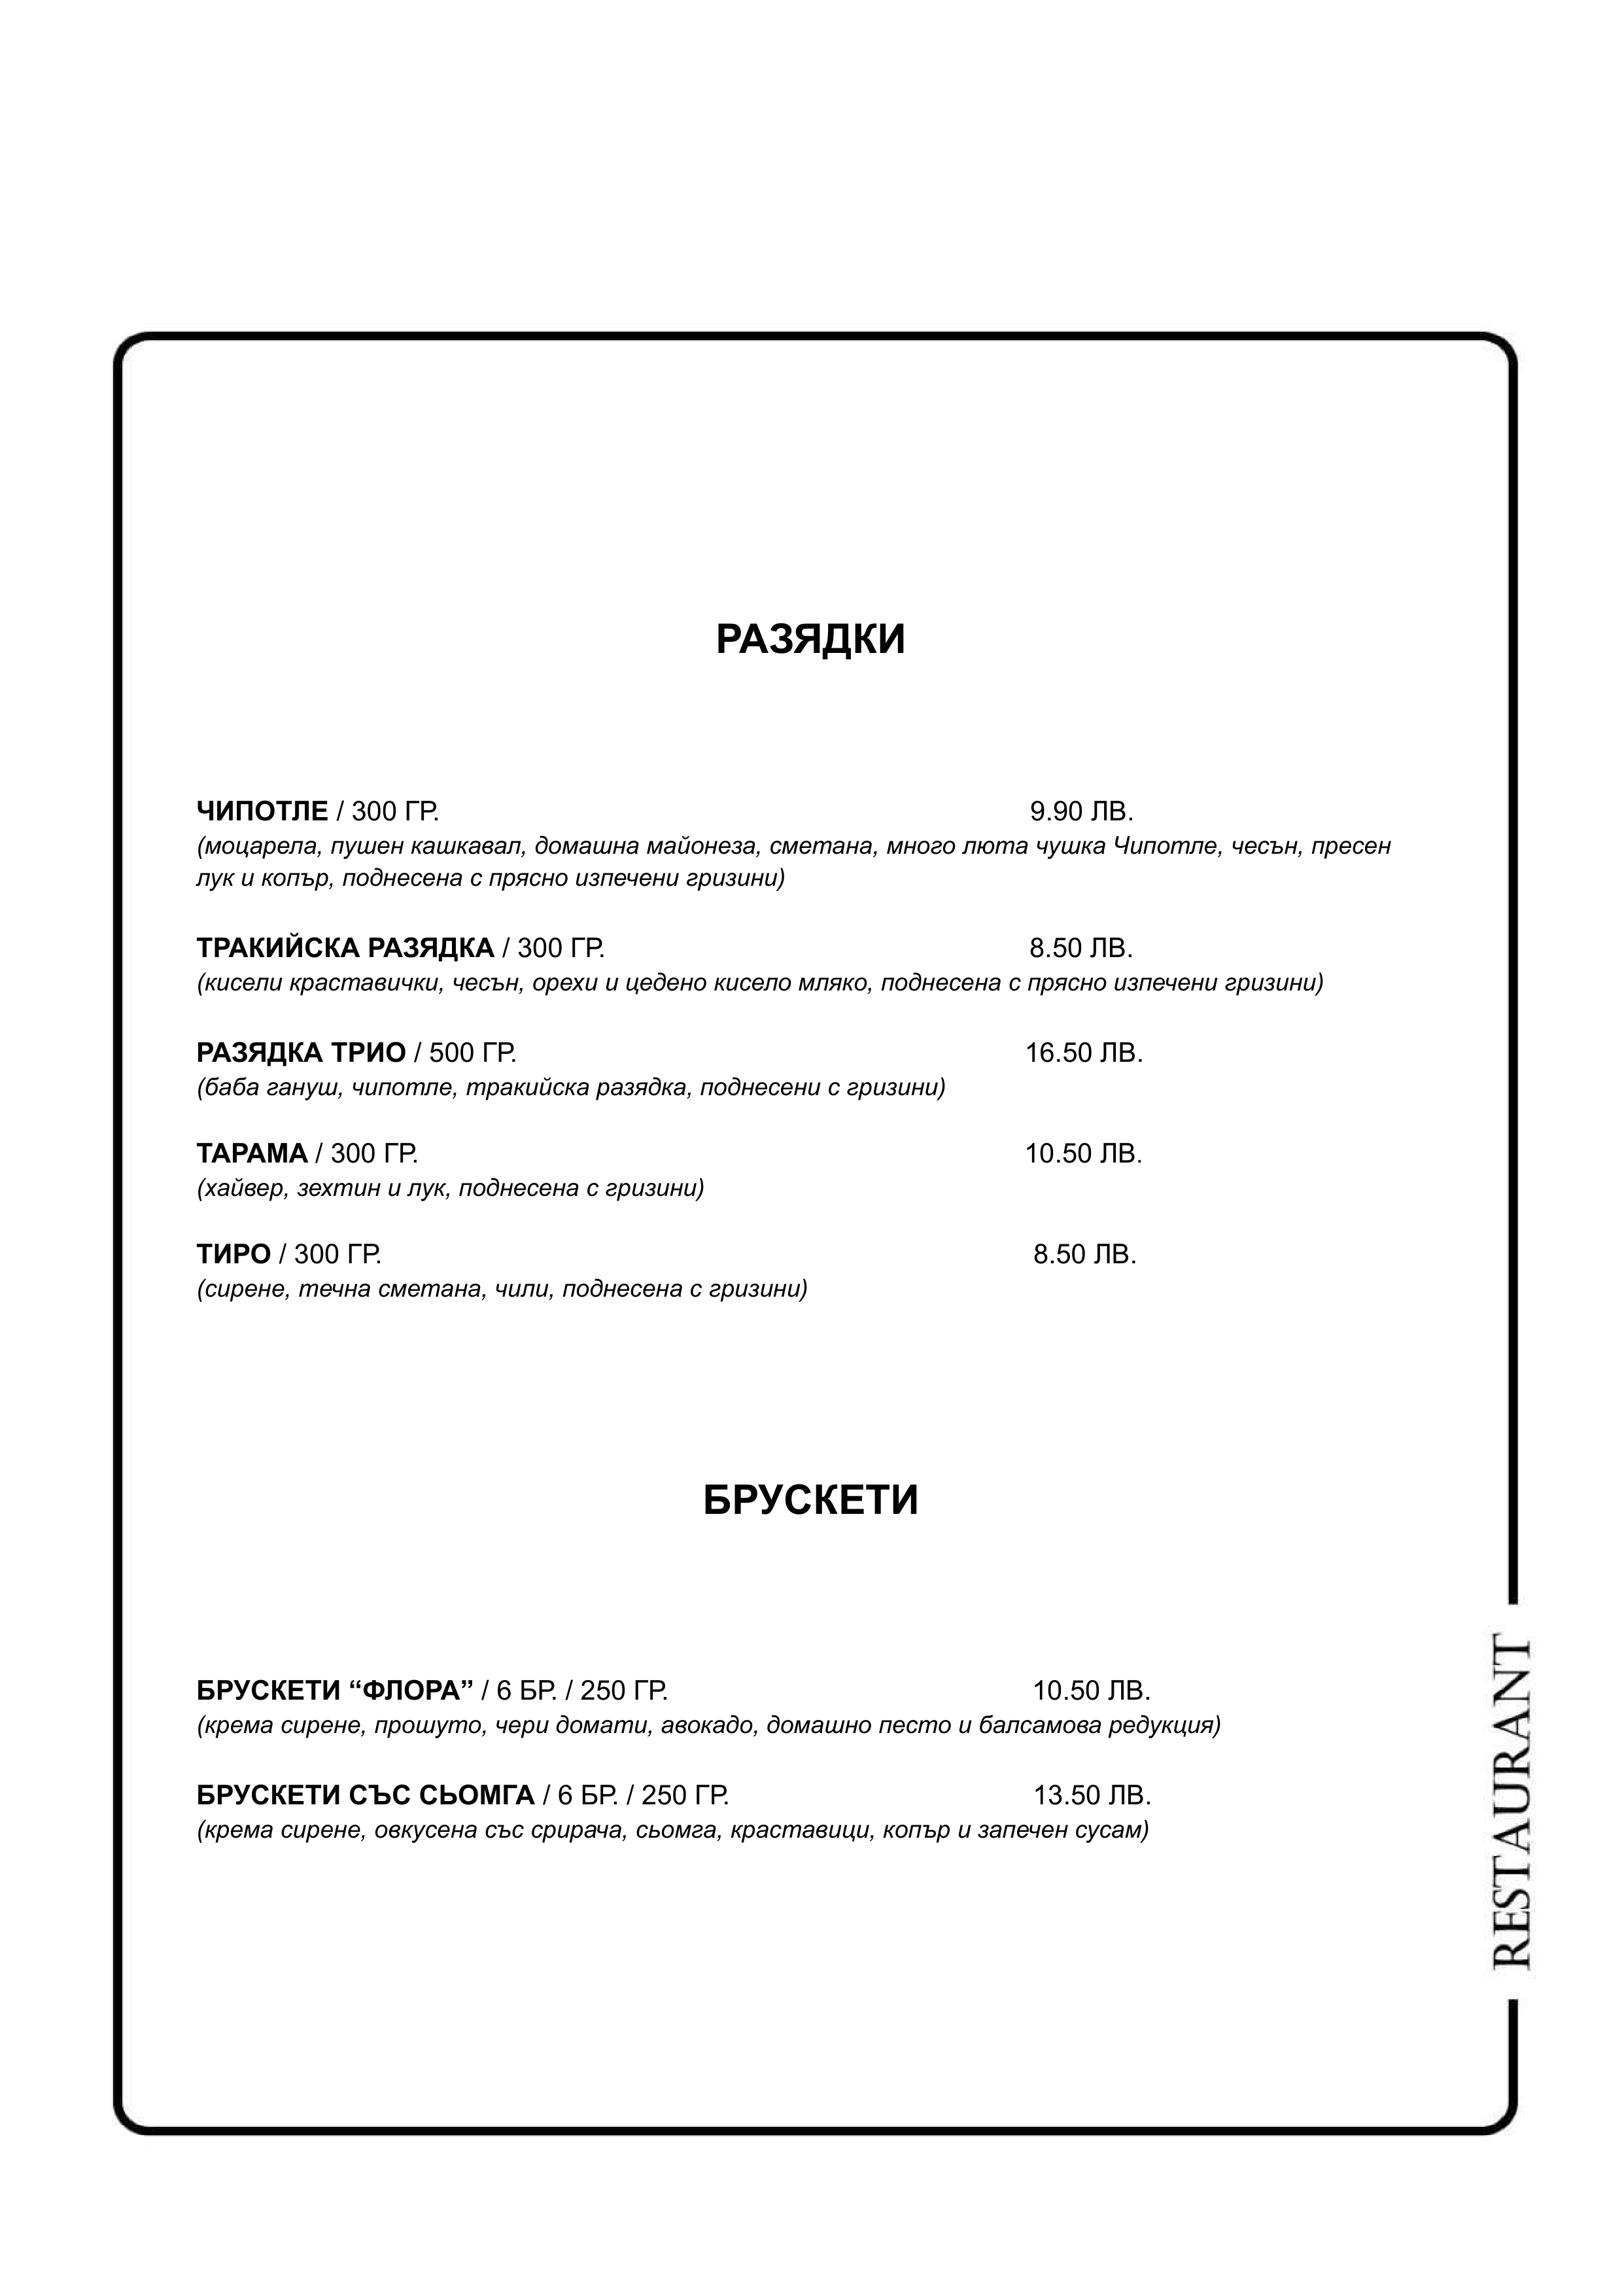 РАЗЯДКИ
ЧИПОТЛЕ / 300 ГР. 9.90 ЛВ.
(моцарела, пушен кашкавал, домашна майонеза, сметана, много люта чушка Чипотле, чесън, пресен
лук и копър, поднесена с прясно изпечени гризини)
ТРАКИЙСКА РАЗЯДКА / 300 ГР. 8.50 ЛВ.
(кисели краставички, чесън, орехи и цедено кисело мляко, поднесена с прясно изпечени гризини)
РАЗЯДКА ТРИО / 500 ГР. 16.50 ЛВ.
(баба гануш, чипотле, тракийска разядка, поднесени с гризини)
ТАРАМА / 300 ГР. 10.50 ЛВ.
(хайвер, зехтин и лук, поднесена с гризини)
ТИРО / 300 ГР. 8.50 ЛВ.
(сирене, течна сметана, чили, поднесена с гризини)
БРУСКЕТИ
БРУСКЕТИ “ФЛОРА” / 6 БР. / 250 ГР. 10.50 ЛВ.
(крема сирене, прошуто, чери домати, авокадо, домашно песто и балсамова редукция)
БРУСКЕТИ СЪС СЬОМГА / 6 БР. / 250 ГР. 13.50 ЛВ.
(крема сирене, овкусена със срирача, сьомга, краставици, копър и запечен сусам)
RESTAURANT